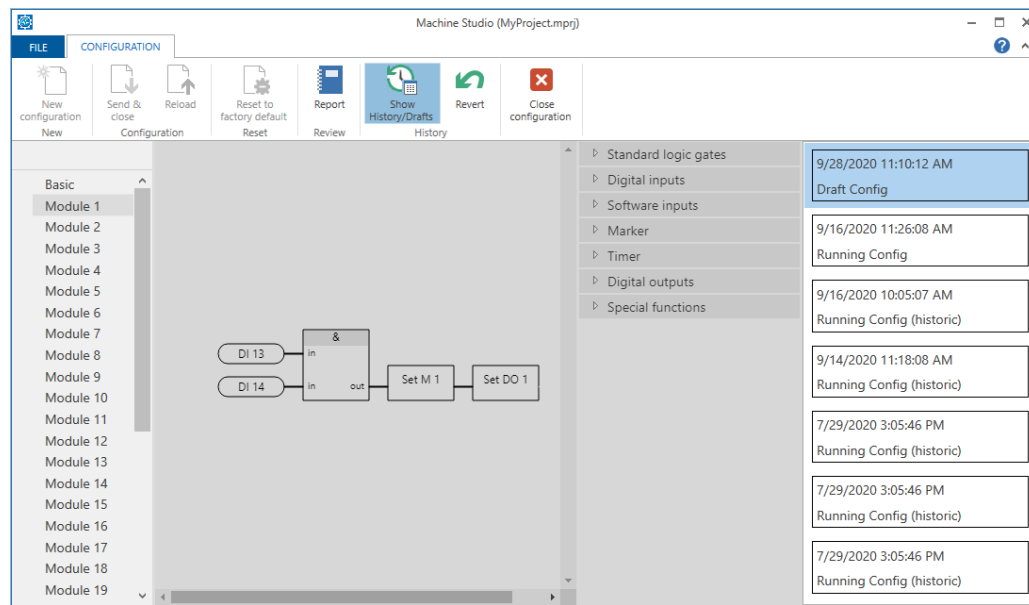 Machine Studio (MyProject.mprj)
FILE
CONFIGURATION
New
configuration
Send &
close
Reload
Reset to
factory default
Report
Show
History/Drafts
Revert
Close
configuration
New
Configuration
Reset
Review
History
Basic
Module 1
Module 2
Module 3
Module 4
Module 5
Module 6
Module 7
Module 8
Module 9
Module 10
Module 11
Module 12
Module 13
Module 14
Module 15
Module 16
Module 17
Module 18
Module 19
&
DI 13
in
DI 14
in
out
Set M 1
Set DO 1
Standard logic gates
Digital inputs
Software inputs
Marker
Timer
Digital outputs
Special functions
9/28/2020 11:10:12 AM
Draft Config
9/16/2020 11:26:08 AM
Running Config
9/16/2020 10:05:07 AM
Running Config (historic)
9/14/2020 11:18:08 AM
Running Config (historic)
7/29/2020 3:05:46 PM
Running Config (historic)
7/29/2020 3:05:46 PM
Running Config (historic)
7/29/2020 3:05:46 PM
Running Config (historic)